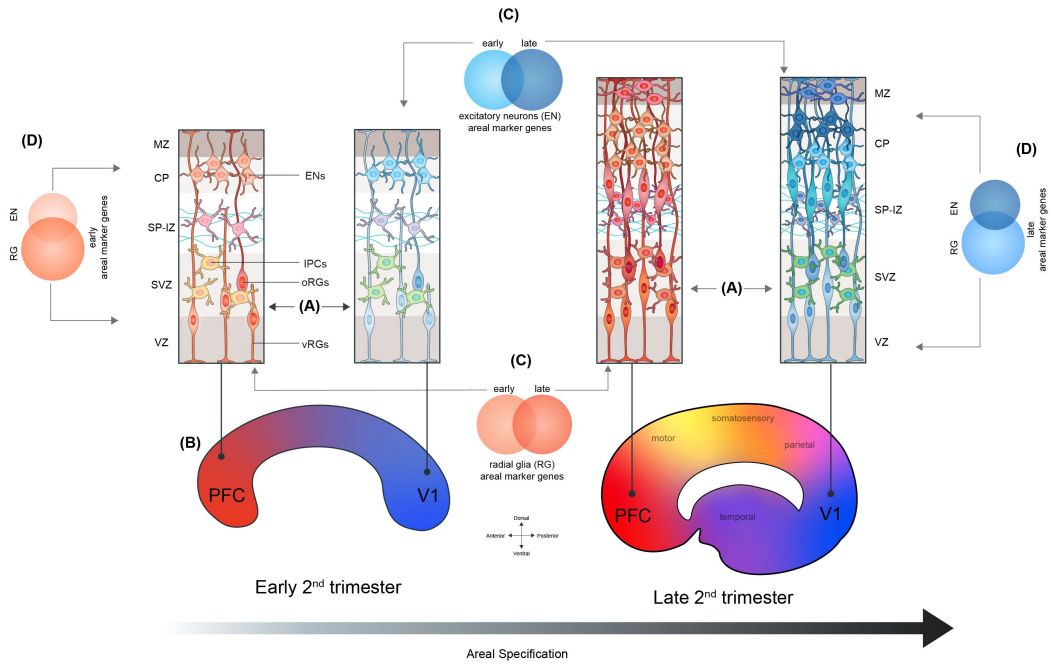 (C)
early late
excitatory neurons (EN)
areal marker genes
(D)
EN
RG
early
areal marker genes
MZ
CP
SP-IZ
SVZ
VZ
ENs
IPCs
oRGs
(A)
vRGs
(C)
early late
radial glia (RG)
areal marker genes
(A)
MZ
CP
SP-IZ
SVZ
VZ
(D)
EN
RG
late
areal marker genes
(B)
PFC
V1
Dorsal
Anterior Posterior
Ventral
motor
somatosensory
parietal
temporal
PFC
V1
Early 2nd trimester
Late 2nd trimester
Areal Specification